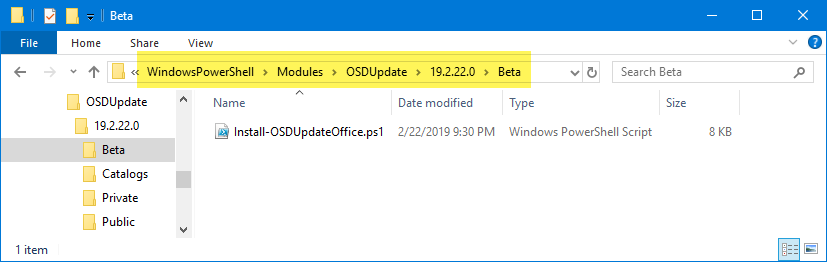 Beta
File Home Share View
« WindowsPowerShell Modules OSDUpdate 19.2.22.0 Beta Search Beta
OSDUpdate
19.2.22.0
Beta
Catalogs
Private
Public
Name Date modified Type Size
Install-OSDUpdateOffice.ps1 2/22/2019 9:30 PM Windows PowerShell Script 8 KB
1 item